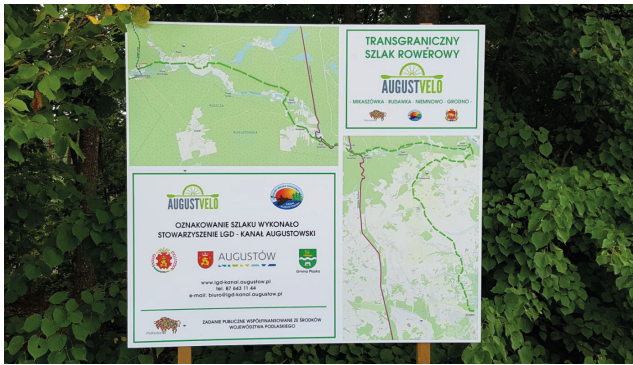 TRANSGRANICZNY
SZLAK ROWEROWY
AUGUSTVELO
- MIKASZÓWKA - RUDAWKA - NIEMNOWO - GRODNO -
AUGUSTVELO
OZNAKOWANIE SZLAKU WYKONAŁO
STOWARZYSZENIE LGD - KANAŁ AUGUSTOWSKI
AUGUSTÓW
Gmina Płaska
www.lgd-kanal.augustow.pl
tel. 87 643 11 44
e-mail: biuro@lgd-kanal.augustow.pl
ZADANIE PUBLICZNE WSPÓŁFINANSOWANE ZE ŚRODKÓW
WOJEWÓDZTWA PODLASKIEGO